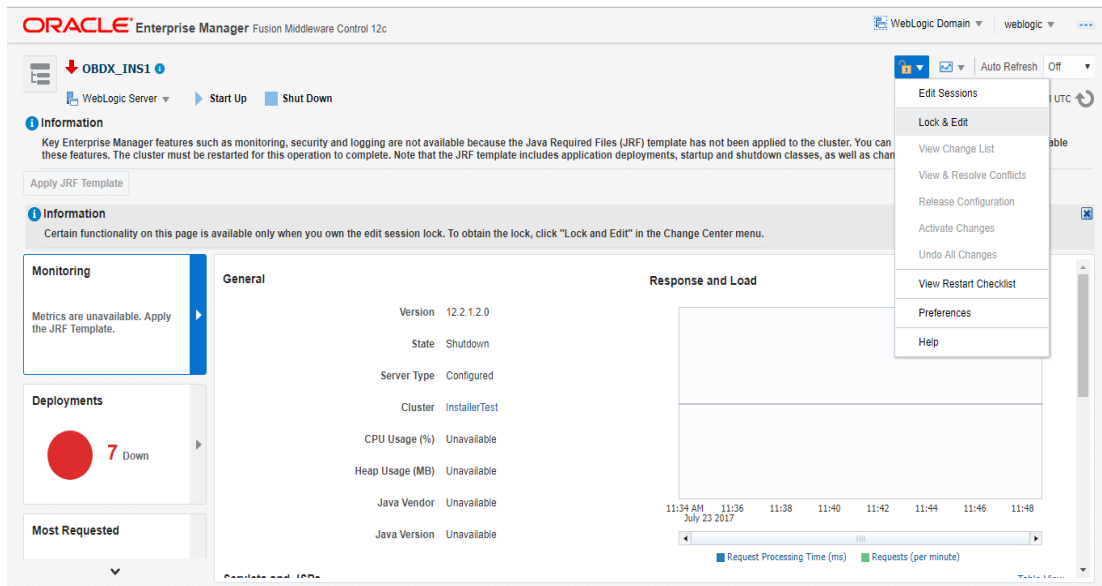 ORACLE Enterprise Manager Fusion Middleware Control 12c
WebLogic Domain
weblogic
OBDX_INS1
Auto Refresh Off
WebLogic Server
Start Up
Shut Down
UTC
Edit Sessions
Lock & Edit
View Change List
View & Resolve Conflicts
Release Configuration
Activate Changes
Undo All Changes
View Restart Checklist
Preferences
Help
Information
Key Enterprise Manager features such as monitoring, security and logging are not available because the Java Required Files (JRF) template has not been applied to the cluster. You can
able
these features. The cluster must be restarted for this operation to complete. Note that the JRF template includes application deployments, startup and shutdown classes, as well as
Apply JRF Template
Information
Certain functionality on this page is available only when you own the edit session lock. To obtain the lock, click "Lock and Edit" in the Change Center menu.
Monitoring
Metrics are unavailable. Apply
the JRF Template.
Deployments
7 Down
Most Requested
General
Version 12.2.1.2.0
State Shutdown
Server Type Configured
Cluster InstallerTest
CPU Usage (%) Unavailable
Heap Usage (MB) Unavailable
Java Vendor Unavailable
Java Version Unavailable
Servlets and JSPs
Response and Load
11:34 AM 11:36 11:38 11:40 11:42 11:44 11:46 11:48
July 23 2017
Request Processing Time (ms) Requests (per minute)
Table View